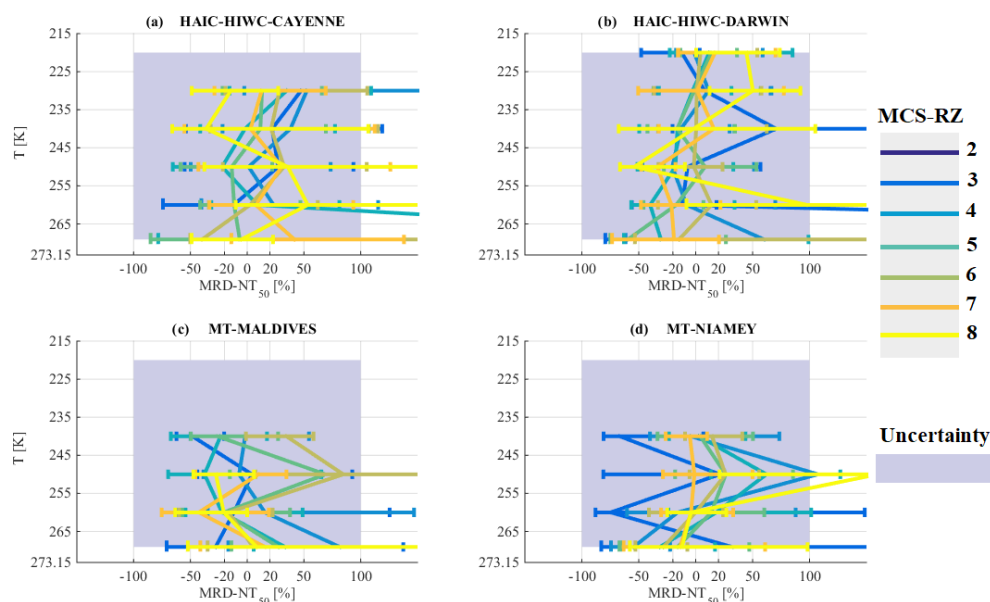 (a) HAIC-HIWC-CAYENNE
215
225
235
245
255
265
273.15
T [K]
-100 -50 -20 0 20 50 100
MRD-NT50 [%]
(b) HAIC-HIWC-DARWIN
215
225
235
245
255
265
273.15
-100 -50 -20 0 20 50 100
MRD-NT50 [%]
MCS-RZ
2
3
4
5
6
7
8
Uncertainty
(c) MT-MALDIVES
215
225
235
245
255
265
273.15
T [K]
-100 -50 -20 0 20 50 100
MRD-NT50 [%]
(d) MT-NIAMEY
215
225
235
245
255
265
273.15
-100 -50 -20 0 20 50 100
MRD-NT50 [%]